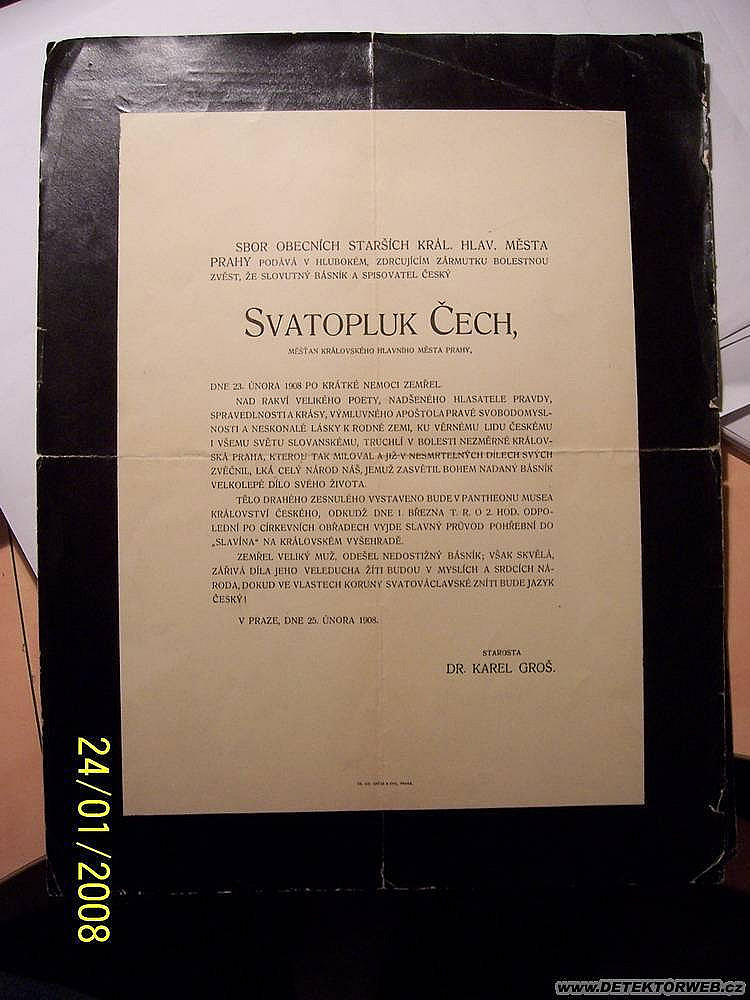 SBOR OBECNÍCH STARŠÍCH KRÁL. HLAV. MĚSTA
PRAHY PODÁVÁ V HLUBOKÉM, ZDRCUJÍCÍM ZÁRMUTKU BOLESTNOU
ZVĚST, ŽE SLOVUTNÝ BÁSNÍK A SPISOVATEL ČESKÝ
SVATOPLUK ČECH,
MĚŠŤAN KRÁLOVSKÉHO HLAVNÍHO MĚSTA PRAHY,
DNE 23. ÚNORA 1908 PO KRÁTKÉ NEMOCI ZEMŘEL.
NAD RAKVÍ VELIKÉHO POETY, NADŠENÉHO HLASATELE PRAVDY,
SPRAVEDLNOSTI A KRÁSY, VÝMLUVNÉHO APOŠTOLA PRAVÉ SVOBODOMYSL-
NOSTI A NESKONALÉ LÁSKY K RODNÉ ZEMI, KU VĚRNÉMU LIDU ČESKÉMU
I VŠEMU SVĚTU SLOVANSKÉMU, TRUCHLÍ V BOLESTI NEZMĚRNÉ KRÁLOV-
SKÁ PRAHA, KTEROU TAK MILOVAL A JIŽ V NESMRTELNÝCH DÍLECH SVÝCH
ZVĚČNIL, LKÁ CELÝ NÁROD NÁŠ, JEMUŽ ZASVĚTIL BOHEM NADANÝ BÁSNÍK
VELKOLEPÉ DÍLO SVÉHO ŽIVOTA.
TĚLO DRAHÉHO ZESNULÉHO VYSTAVENO BUDE V PANTHEONU MUSEA
KRÁLOVSTVÍ ČESKÉHO, ODKUDŽ DNE 1. BŘEZNA T. R. O 2. HOD. ODPO-
LEDNÍ PO CÍRKEVNÍCH OBŘADECH VYJDE SLAVNÝ PRŮVOD POHŘEBNÍ DO
„SLAVÍNA“ NA KRÁLOVSKÉM VYŠEHRADĚ.
ZEMŘEL VELIKÝ MUŽ, ODEŠEL NEDOSTIŽNÝ BÁSNÍK; VŠAK SKVĚLÁ,
ZÁŘIVÁ DÍLA JEHO VELEDUCHA ŽÍTI BUDOU V MYSLÍCH A SRDCÍCH NÁ-
RODA, DOKUD VE VLASTECH KORUNY SVATOVÁCLAVSKÉ ZNÍTI BUDE JAZYK
ČESKÝ!
V PRAZE, DNE 25. ÚNORA 1908.
STAROSTA
DR. KAREL GROŠ.
24/01/2008
www.DETEKTORWEB.cz